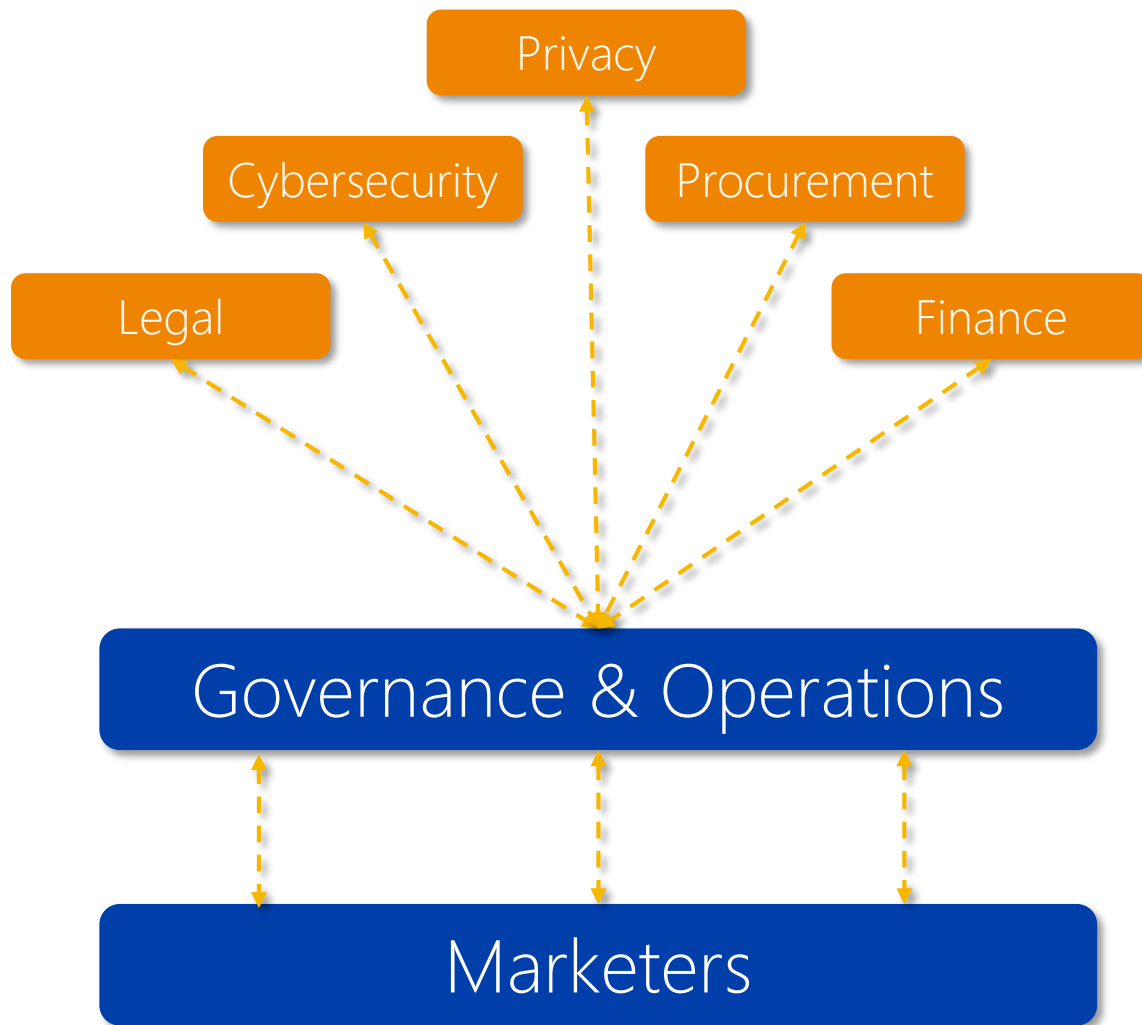 Privacy
Cybersecurity
Procurement
Legal
Finance
Governance & Operations
Marketers